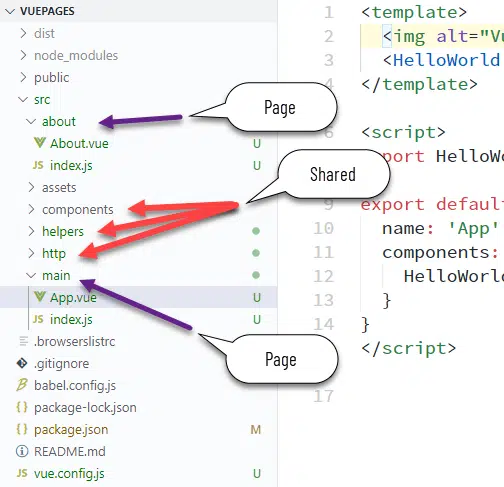 VUEPAGES
dist
node_modules
public
src
about
About.vue U
JS index.js U
assets
components
helpers
http
main
App.vue U
JS index.js U
.browserslistrc
.gitignore
babel.config.js
{} package-lock.json
{} package.json M
README.md
JS vue.config.js U
Page
Shared
Page
1 <template>
2 <img alt="Vu
3 <HelloWorld
4 </template>
<script>
port HelloW
9 export defaul
10 name: 'App'
11 components:
12 HelloWorld
13 }
14 }
</script>
17